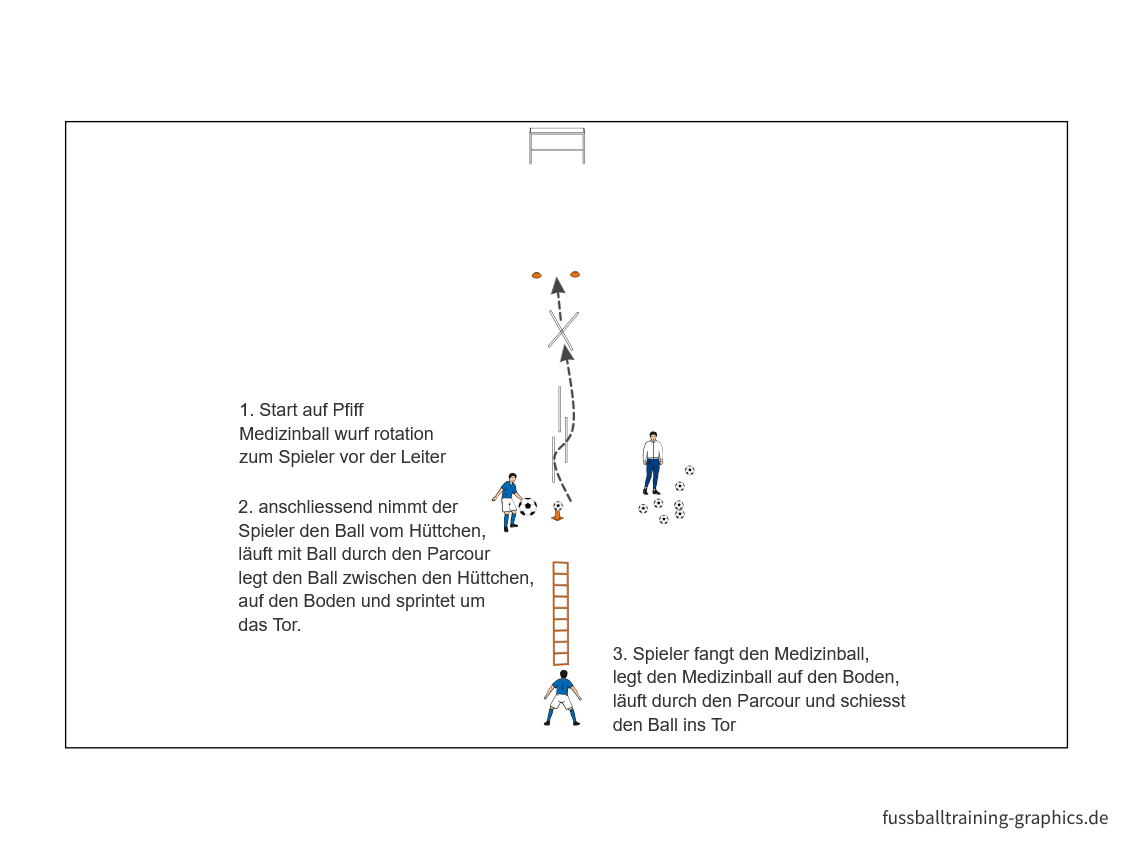 1. Start auf Pfiff
Medizinball wurf rotation
zum Spieler vor der Leiter
2. anschliessend nimmt der
Spieler den Ball vom Hüttchen,
läuft mit Ball durch den Parcour
legt den Ball zwischen den Hüttchen,
auf den Boden und sprintet um
das Tor.
3. Spieler fangt den Medizinball,
legt den Medizinball auf den Boden,
läuft durch den Parcour und schiesst
den Ball ins Tor
fussballtraining-graphics.de